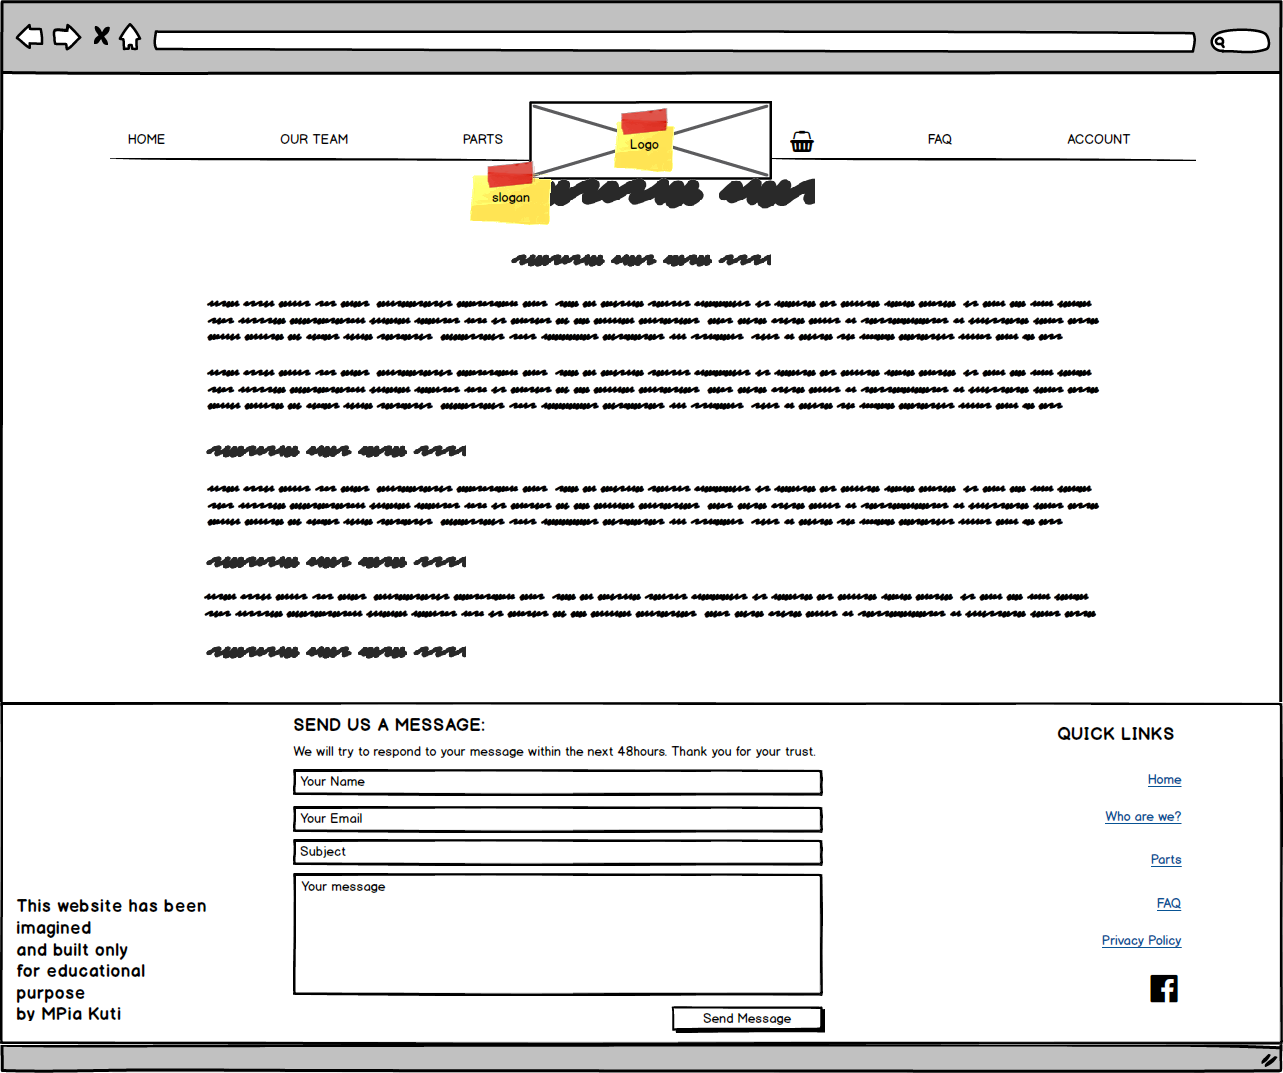 HOME OUR TEAM PARTS Logo FAQ ACCOUNT
slogan
SEND US A MESSAGE:
We will try to respond to your message within the next 48hours. Thank you for your trust.
Your Name
Your Email
Subject
Your message
Send Message
This website has been
imagined
and built only
for educational
purpose
by MPia Kuti
QUICK LINKS
Home
Who are we?
Parts
FAQ
Privacy Policy